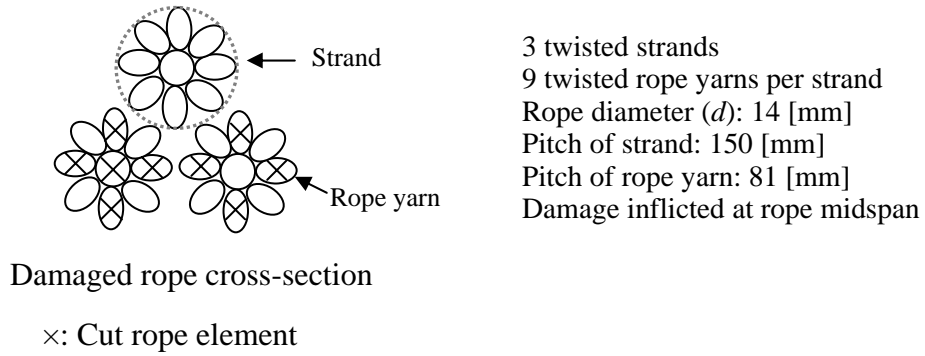 Strand
Rope yarn
3 twisted strands
9 twisted rope yarns per strand
Rope diameter (d): 14 [mm]
Pitch of strand: 150 [mm]
Pitch of rope yarn: 81 [mm]
Damage inflicted at rope midspan
Damaged rope cross-section
×: Cut rope element